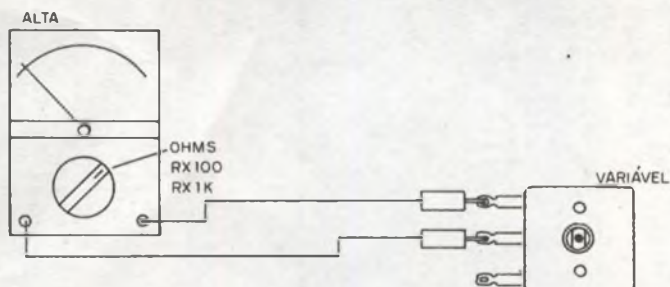 ALTA
OHMS
RX100
RX1K
VARIÁVEL